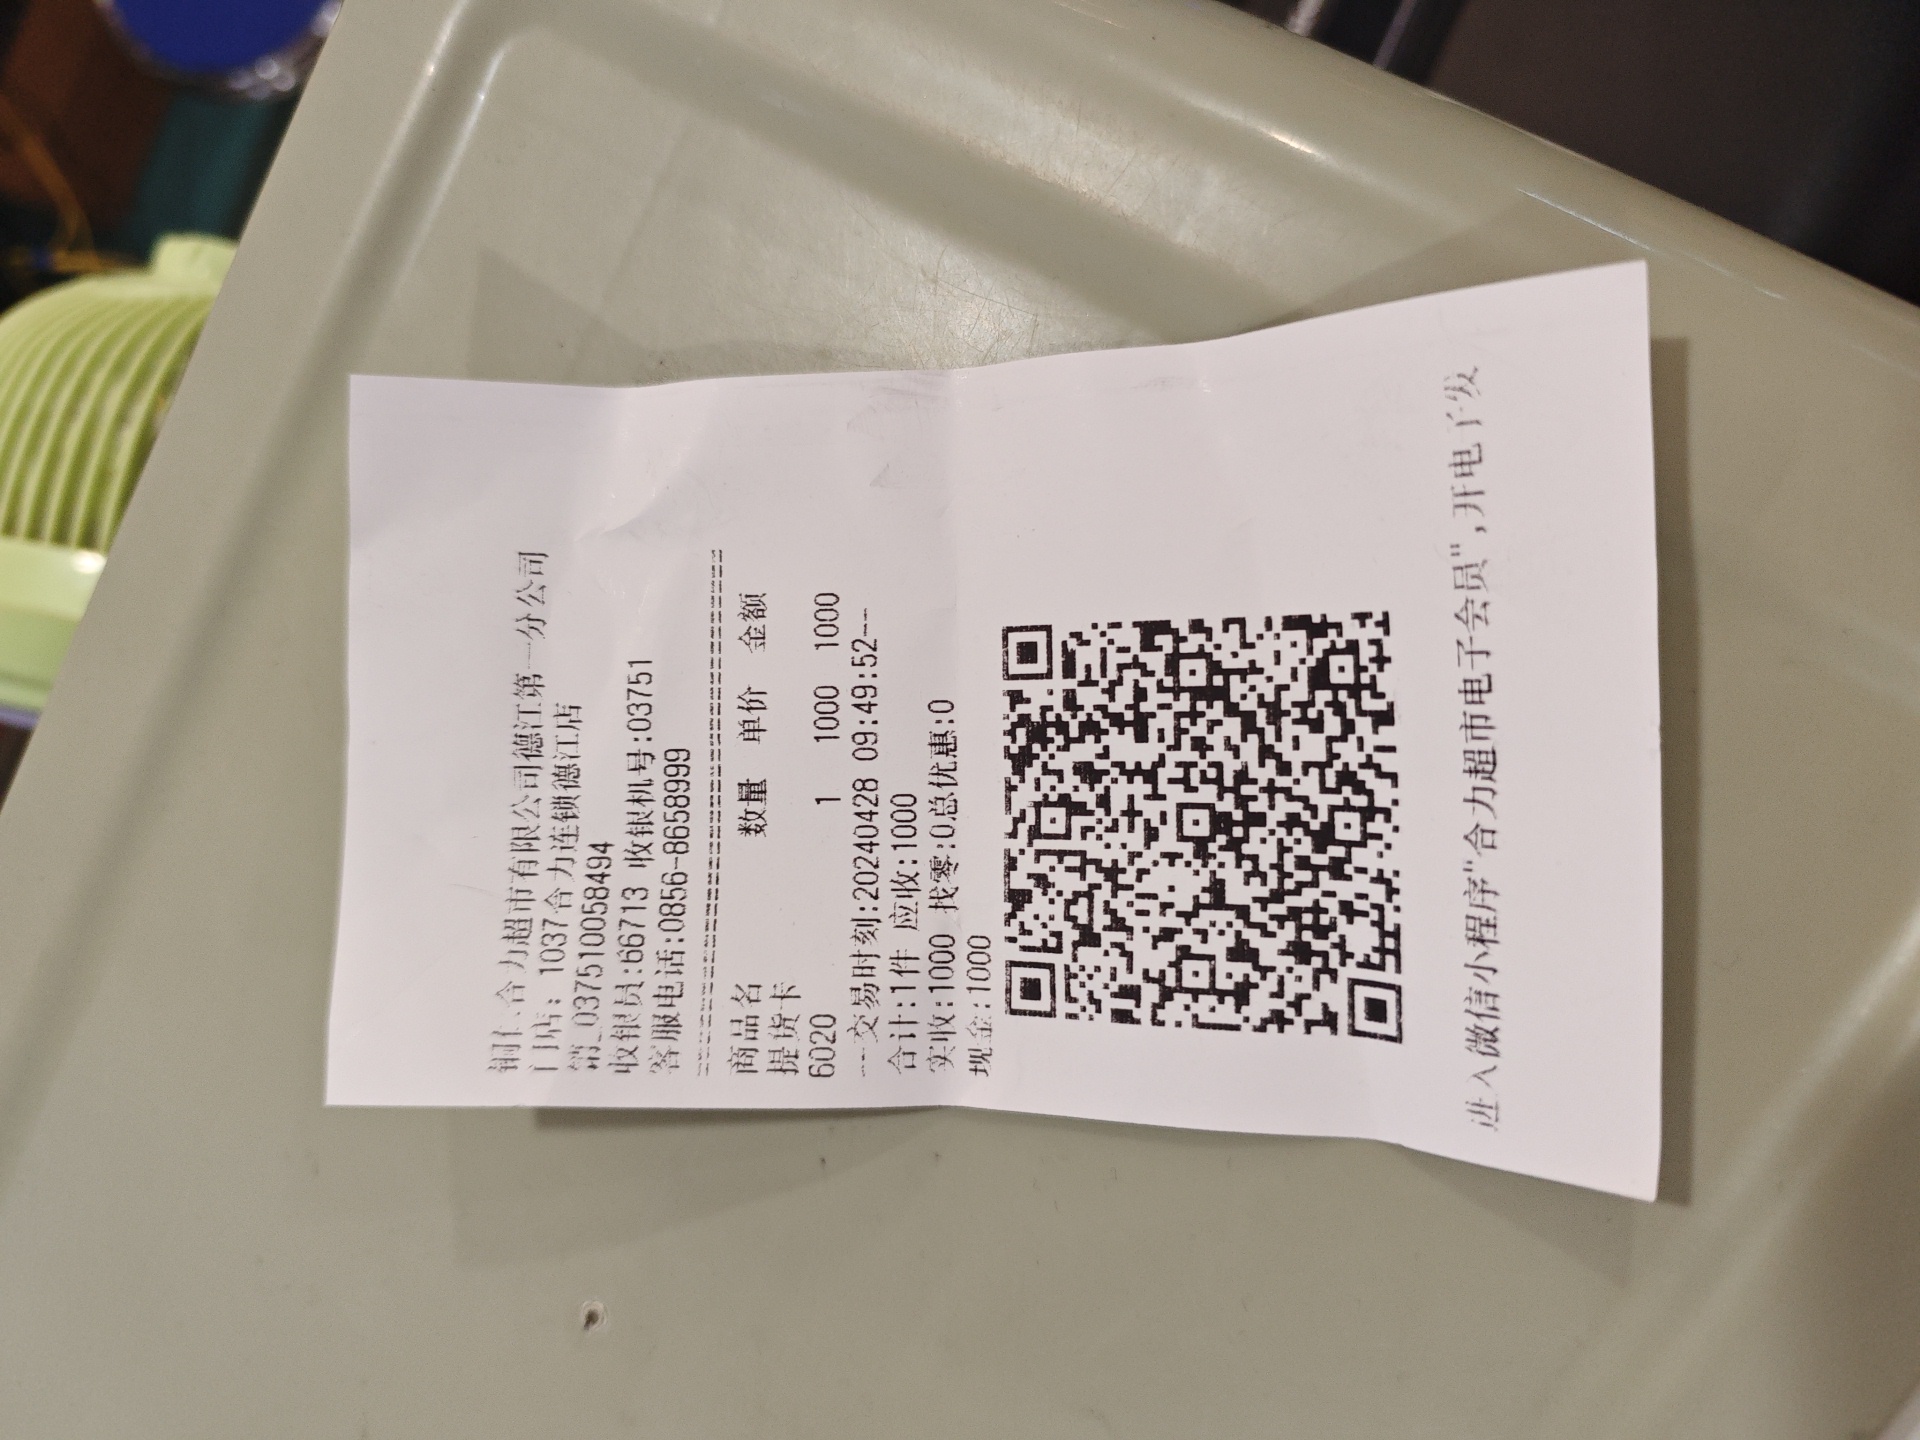 铜仁合力超市有限公司德江第一分公司
门店: 1037合力连锁德江店
销_0375110058494
收银员:66713 收银机号:03751
客服电话:0856-8658999
商品名 数量 单价 金额
提货卡
6020 1 1000 1000
---交易时刻:20240428 09:49:52---
合计:1件 应收:1000
实收:1000 找零:0总优惠:0
现金:1000
进入微信小程序"合力超市电子会员",开电子发